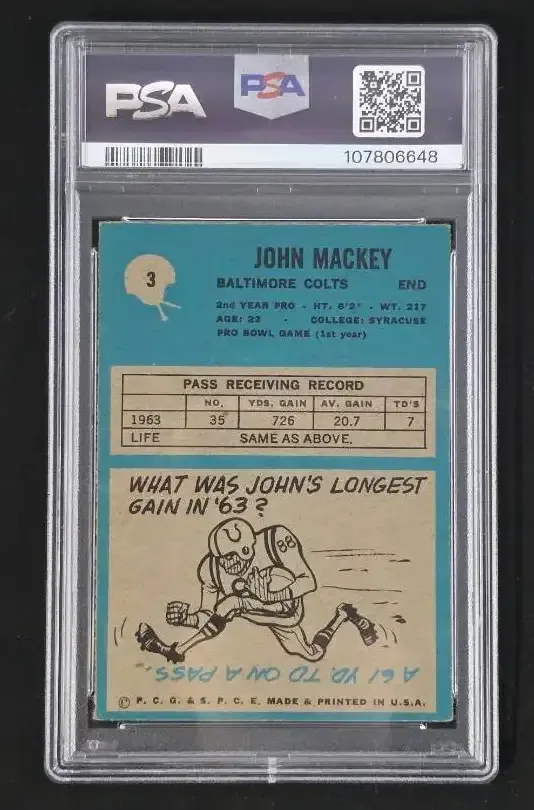 PSA
PSA
107806648
3
JOHN MACKEY
BALTIMORE COLTS END
2nd YEAR PRO - HT. 6'2" - WT. 217
AGE: 22 - COLLEGE: SYRACUSE
PRO BOWL GAME (1st year)
PASS RECEIVING RECORD
NO. YDS. GAIN AV. GAIN TD'S
1963 35 726 20.7 7
LIFE SAME AS ABOVE.
WHAT WAS JOHN'S LONGEST
GAIN IN '63?
88
A 61 YD. TD ON A PASS.
© P. C. G. & S. P. C. E. MADE & PRINTED IN U.S.A.